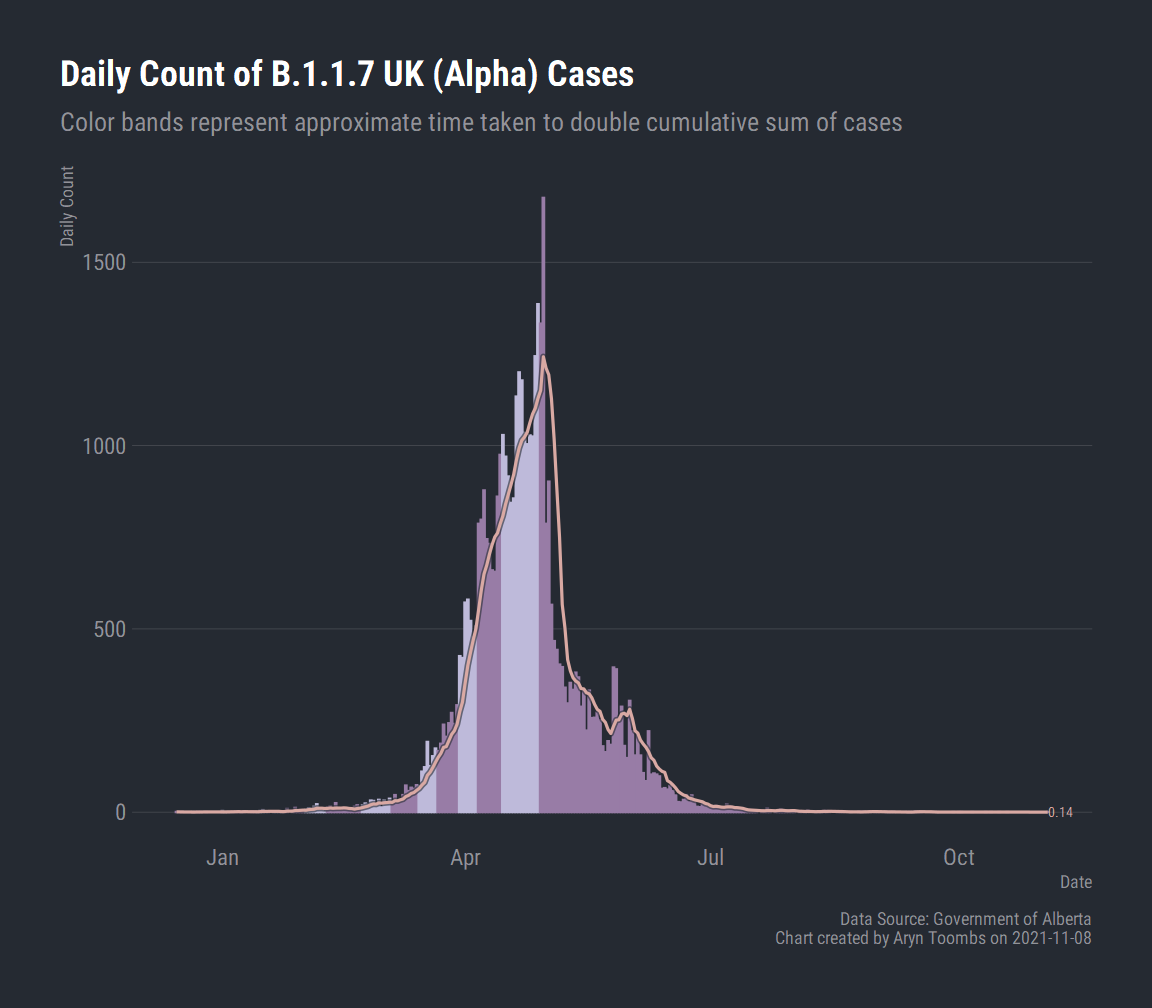 Daily Count of B.1.1.7 UK (Alpha) Cases
Color bands represent approximate time taken to double cumulative sum of cases
Daily Count
1500
1000
500
0
0.14
Jan Apr Jul Oct
Date
Data Source: Government of Alberta
Chart created by Aryn Toombs on 2021-11-08